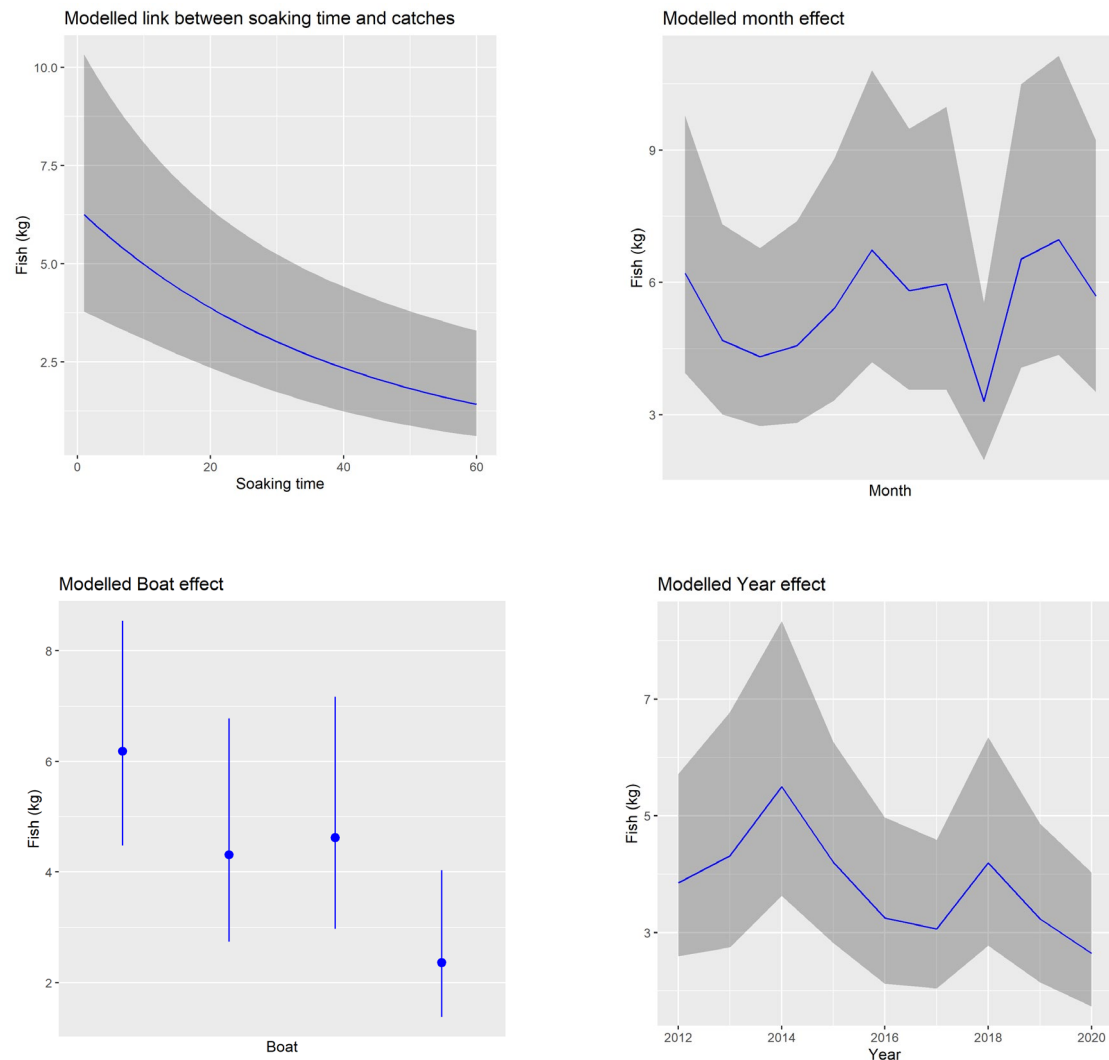 Modelled link between soaking time and catches
10.0
7.5
5.0
2.5
Fish (kg)
0
20
40
60
Soaking time
Modelled month effect
9
6
3
Fish (kg)
Month
Modelled Boat effect
8
6
4
2
Fish (kg)
Boat
Modelled Year effect
7
5
3
Fish (kg)
2012
2014
2016
2018
2020
Year